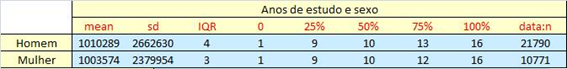 Anos de estudo e sexo
mean sd IQR 0 25% 50% 75% 100% data:n
Homem 1010289 2662630 4 1 9 10 13 16 21790
Mulher 1003574 2379954 3 1 9 10 12 16 10771